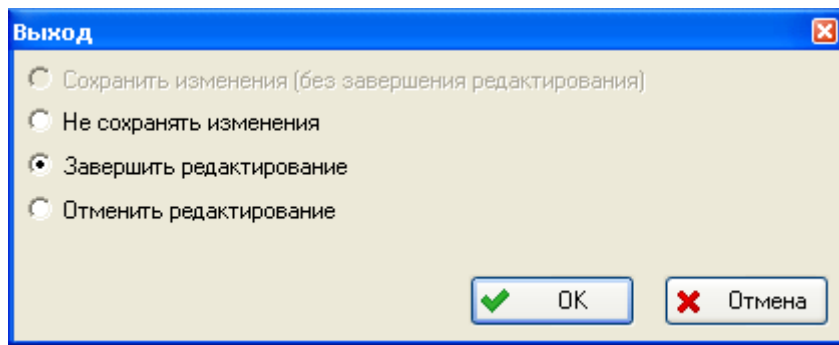 Выход
Сохранить изменения (без завершения редактирования)
Не сохранять изменения
Завершить редактирование
Отменить редактирование
OK
Отмена